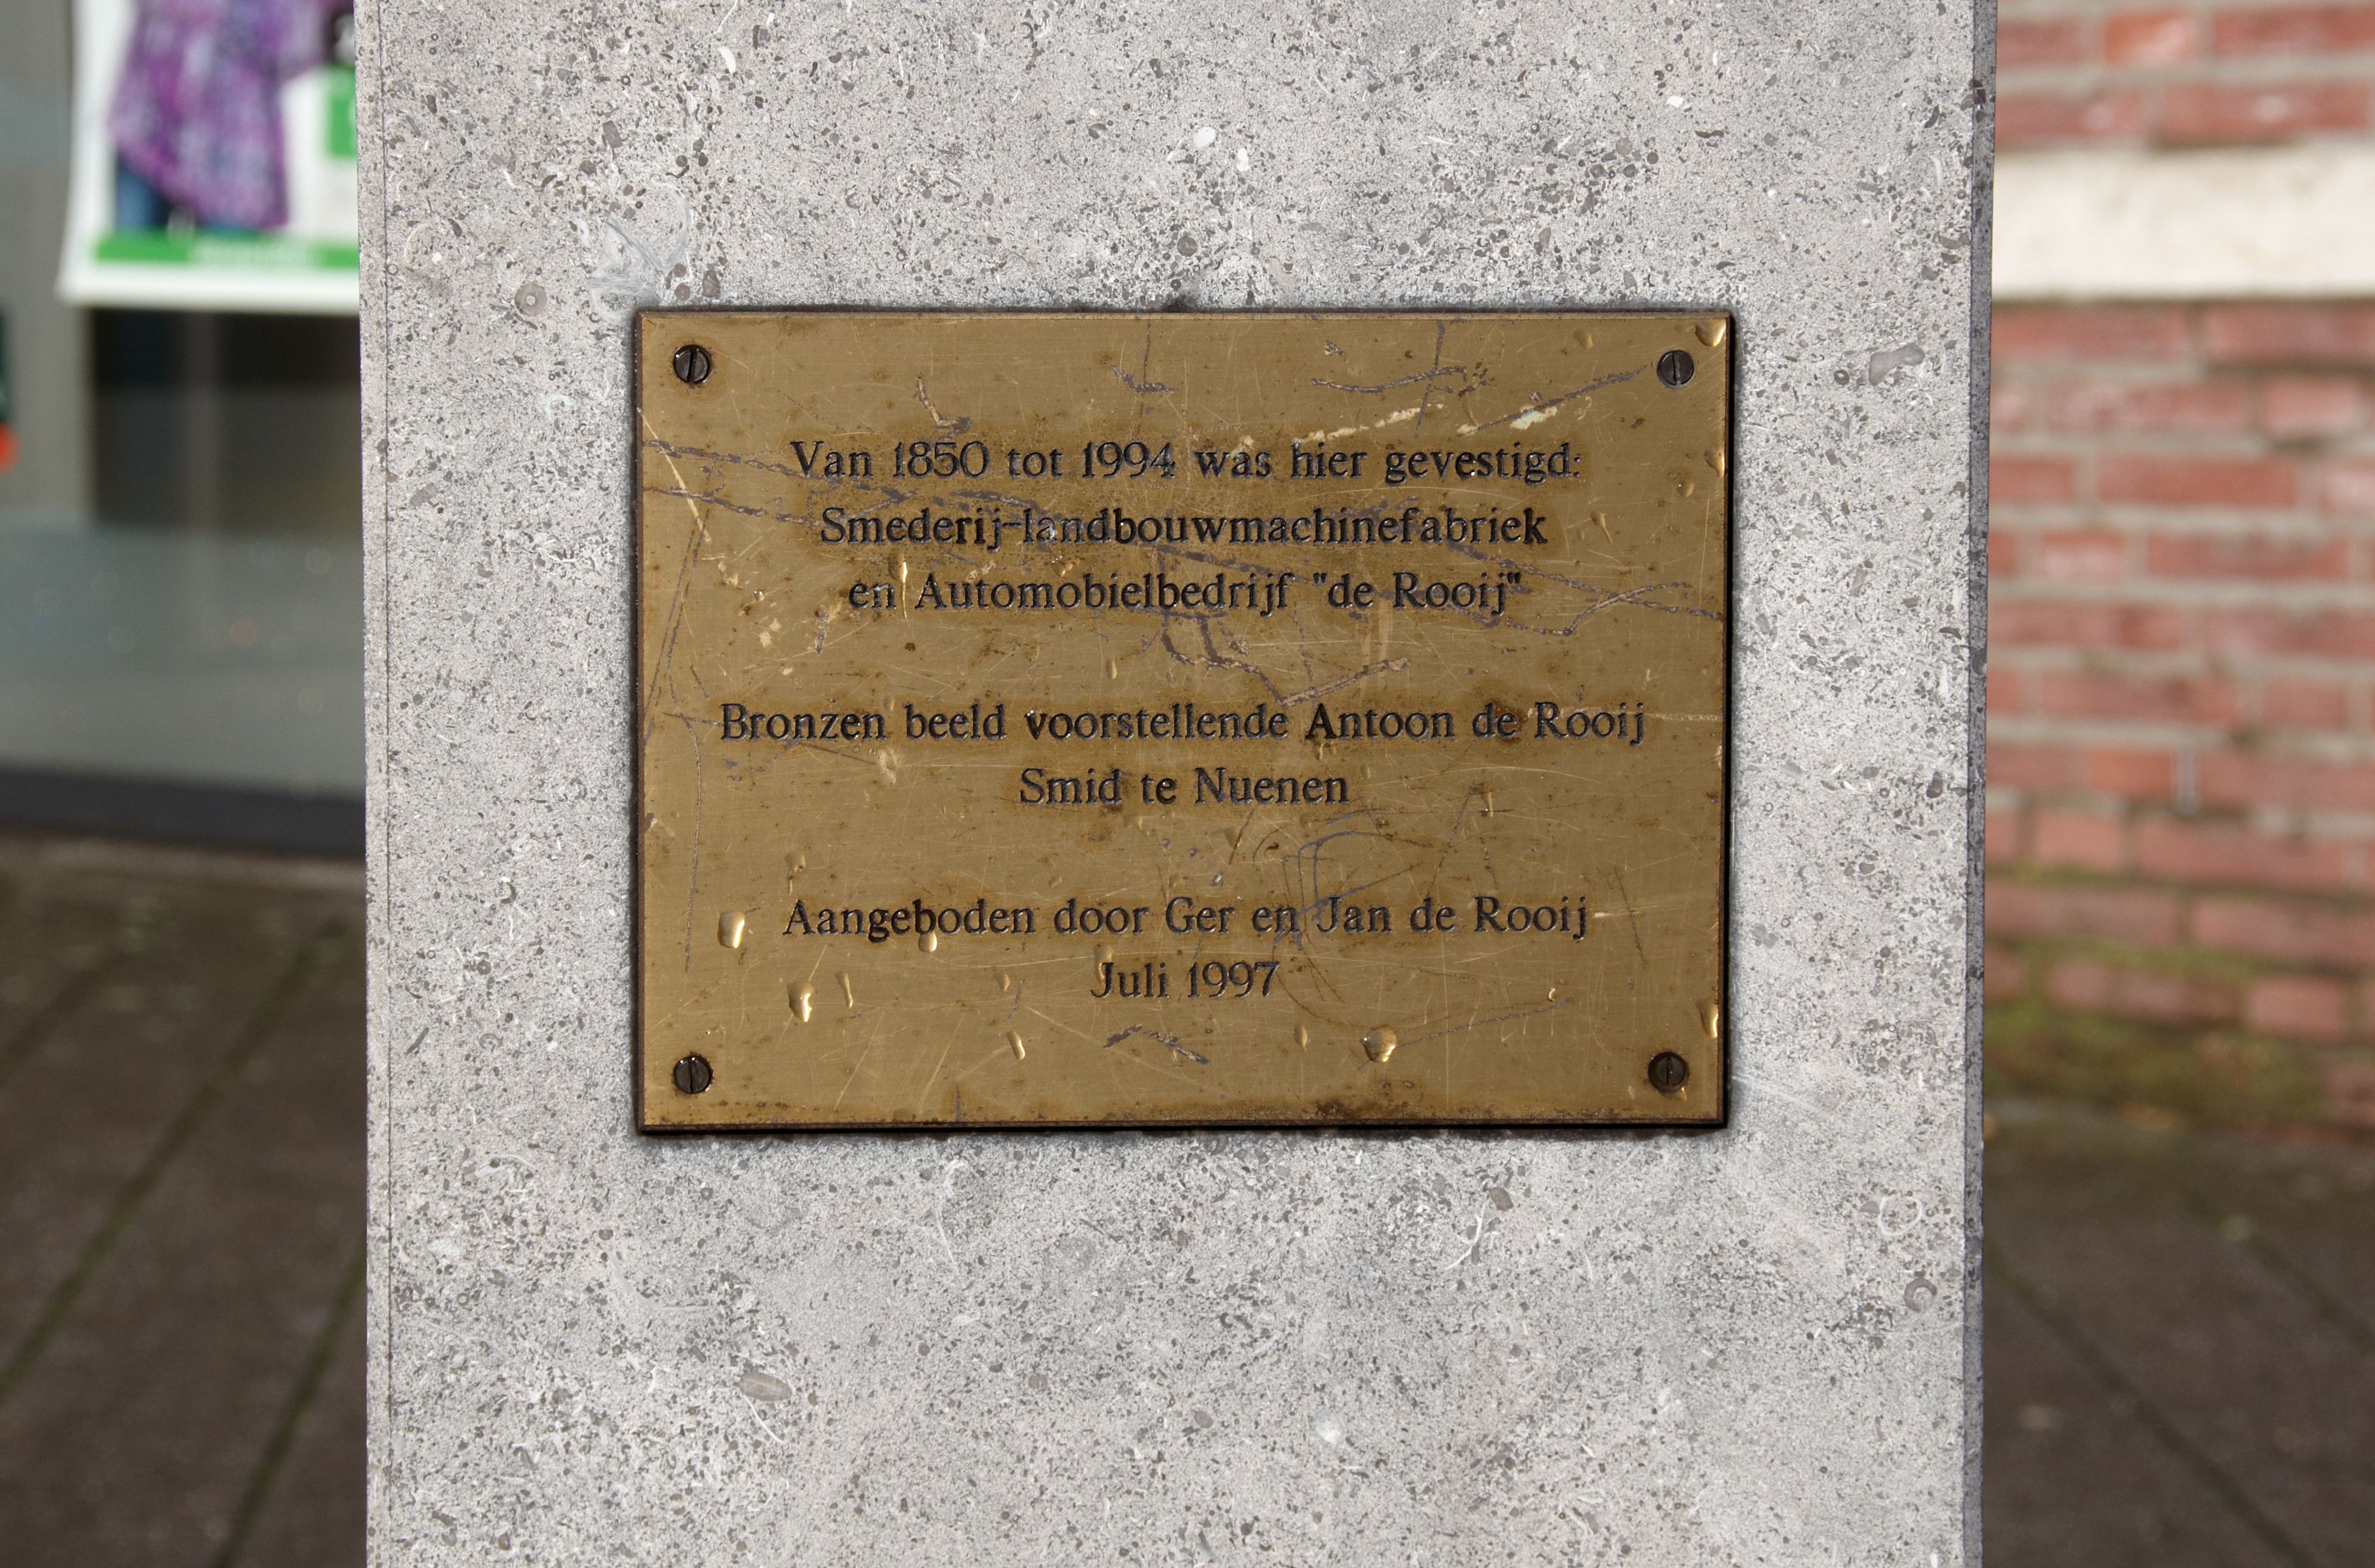 Van 1850 tot 1994 was hier gevestigd:
Smederij-landbouwmachinefabriek
en Automobielbedrijf "de Rooij"
Bronzen beeld voorstellende Antoon de Rooij
Smid te Nuenen
Aangeboden door Ger en Jan de Rooij
Juli 1997